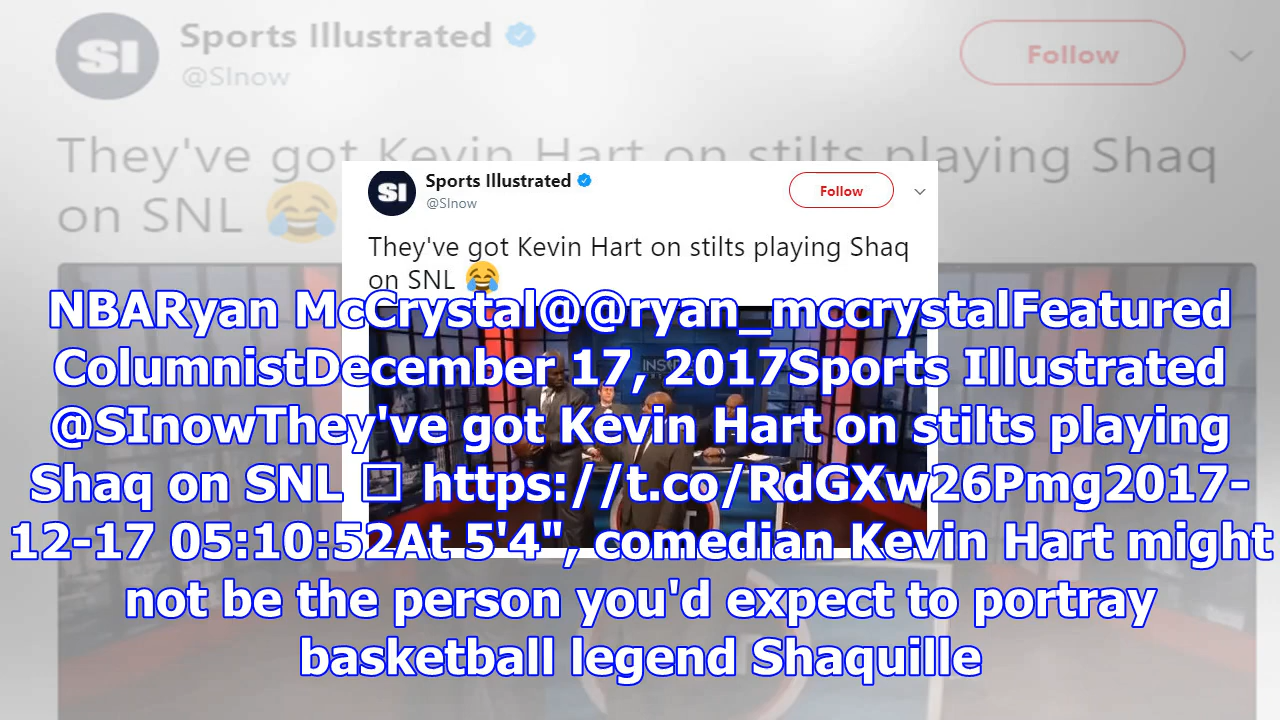 SI
Sports Illustrated
@SInow
Follow
They've got Kevin Hart on stilts playing Shaq
on SNL 😂
SI
Sports Illustrated
@SInow
Follow
They've got Kevin Hart on stilts playing Shaq
on SNL 😂
INSIDE
NBARyan McCrystal@@ryan_mccrystalFeatured
ColumnistDecember 17, 2017Sports Illustrated
@SInowThey've got Kevin Hart on stilts playing
Shaq on SNL □ https://t.co/RdGXw26Pmg2017-
12-17 05:10:52At 5'4", comedian Kevin Hart might
not be the person you'd expect to portray
basketball legend Shaquille